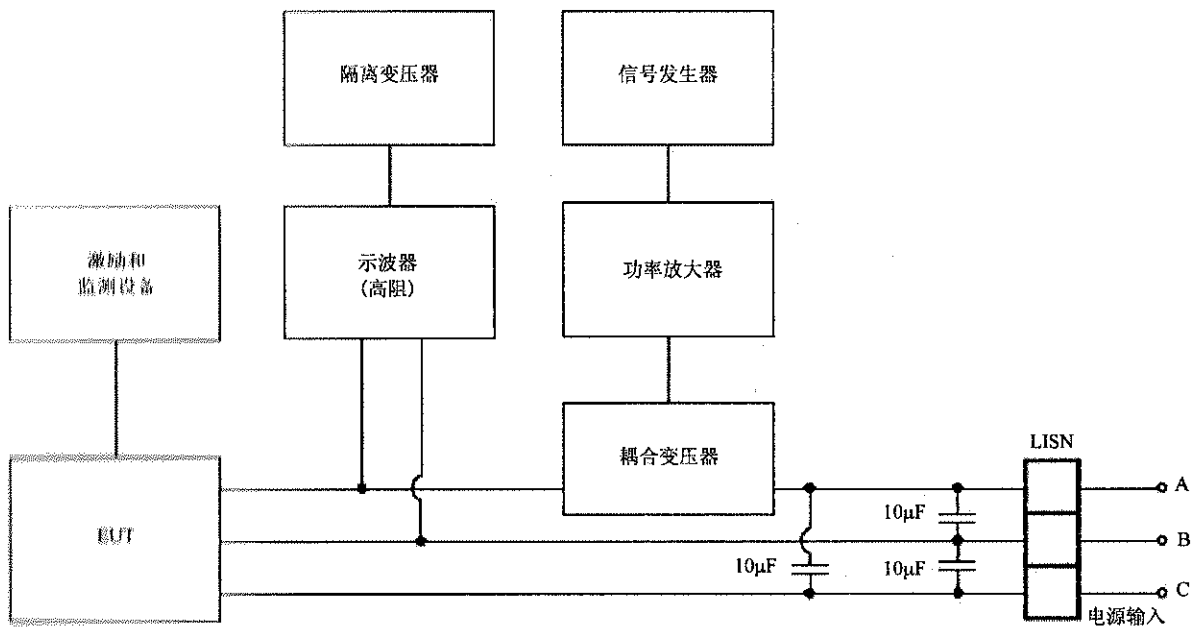 隔离变压器
信号发生器
激励和
监测设备
示波器
(高阻)
功率放大器
耦合变压器
LISN
EUT
A
10μF
B
10μF
10μF
C
电源输入